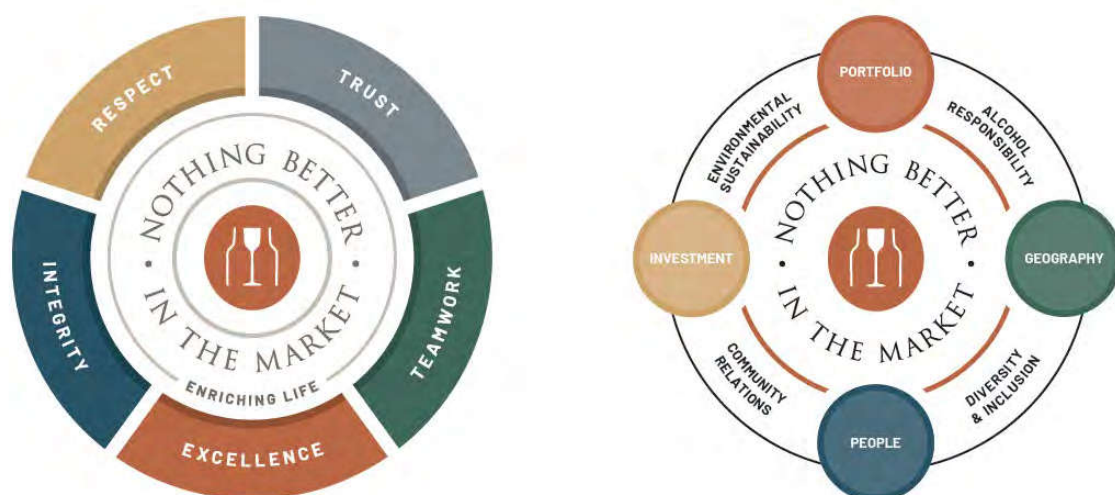 RESPECT
TRUST
TEAMWORK
EXCELLENCE
INTEGRITY
NOTHING BETTER
IN THE MARKET
ENRICHING LIFE
PORTFOLIO
ALCOHOL
RESPONSIBILITY
GEOGRAPHY
DIVERSITY
& INCLUSION
PEOPLE
COMMUNITY
RELATIONS
INVESTMENT
ENVIRONMENTAL
SUSTAINABILITY
NOTHING BETTER
IN THE MARKET